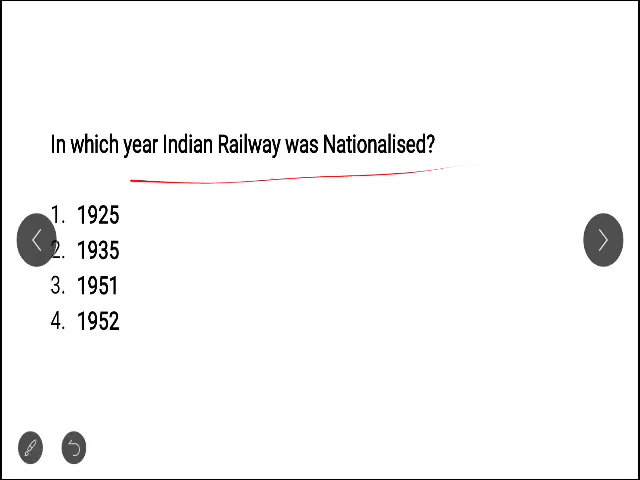 In which year Indian Railway was Nationalised?
1. 1925
2. 1935
3. 1951
4. 1952